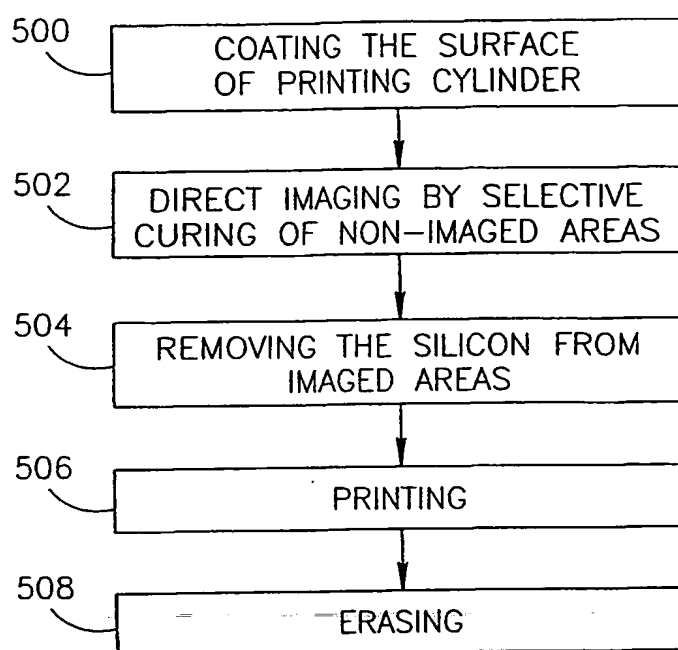 500
COATING THE SURFACE
OF PRINTING CYLINDER
502
DIRECT IMAGING BY SELECTIVE
CURING OF NON-IMAGED AREAS
504
REMOVING THE SILICON FROM
IMAGED AREAS
506
PRINTING
508
ERASING